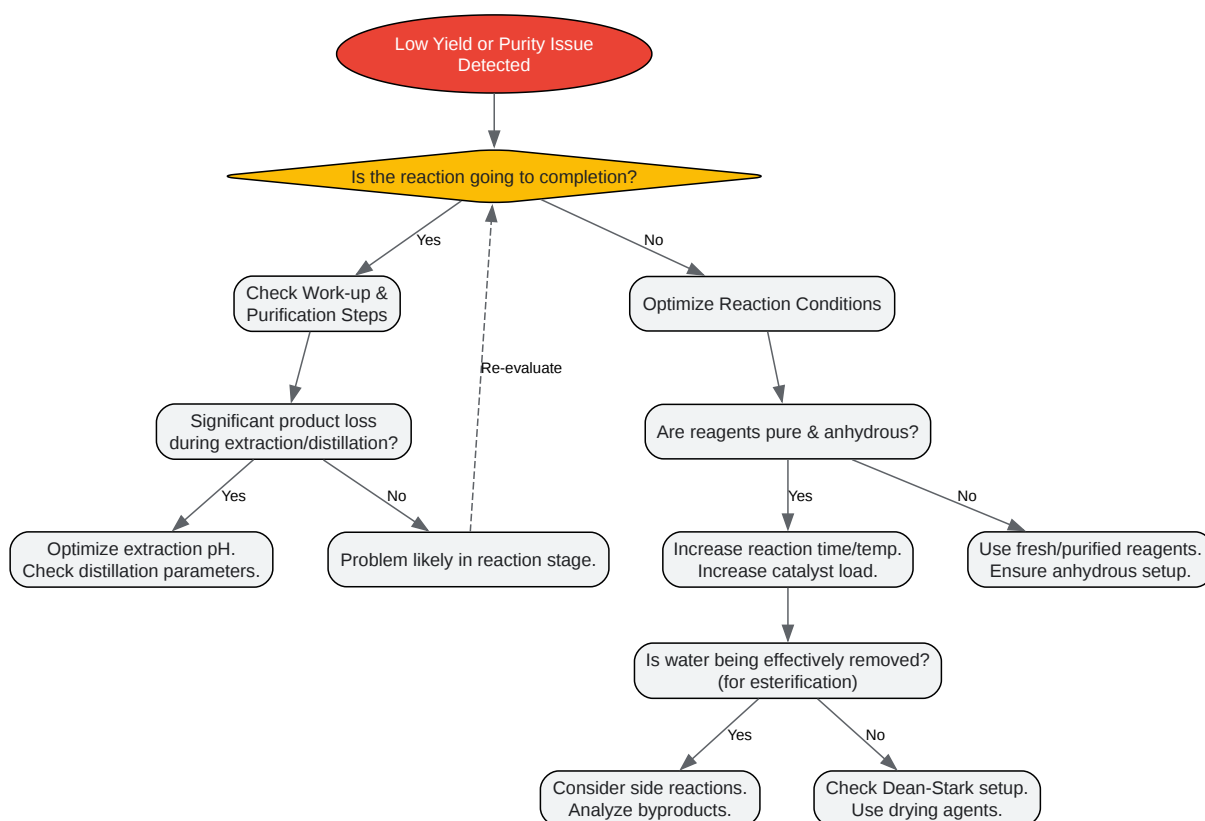 Low Yield or Purity Issue
Detected
Is the reaction going to completion?
Yes
No
Check Work-up &
Purification Steps
Optimize Reaction Conditions
Re-evaluate
Significant product loss
during extraction/distillation?
Are reagents pure & anhydrous?
Yes
No
Yes
No
Optimize extraction pH.
Check distillation parameters.
Problem likely in reaction stage.
Increase reaction time/temp.
Increase catalyst load.
Use fresh/purified reagents.
Ensure anhydrous setup.
Is water being effectively removed?
(for esterification)
Yes
No
Consider side reactions.
Analyze byproducts.
Check Dean-Stark setup.
Use drying agents.